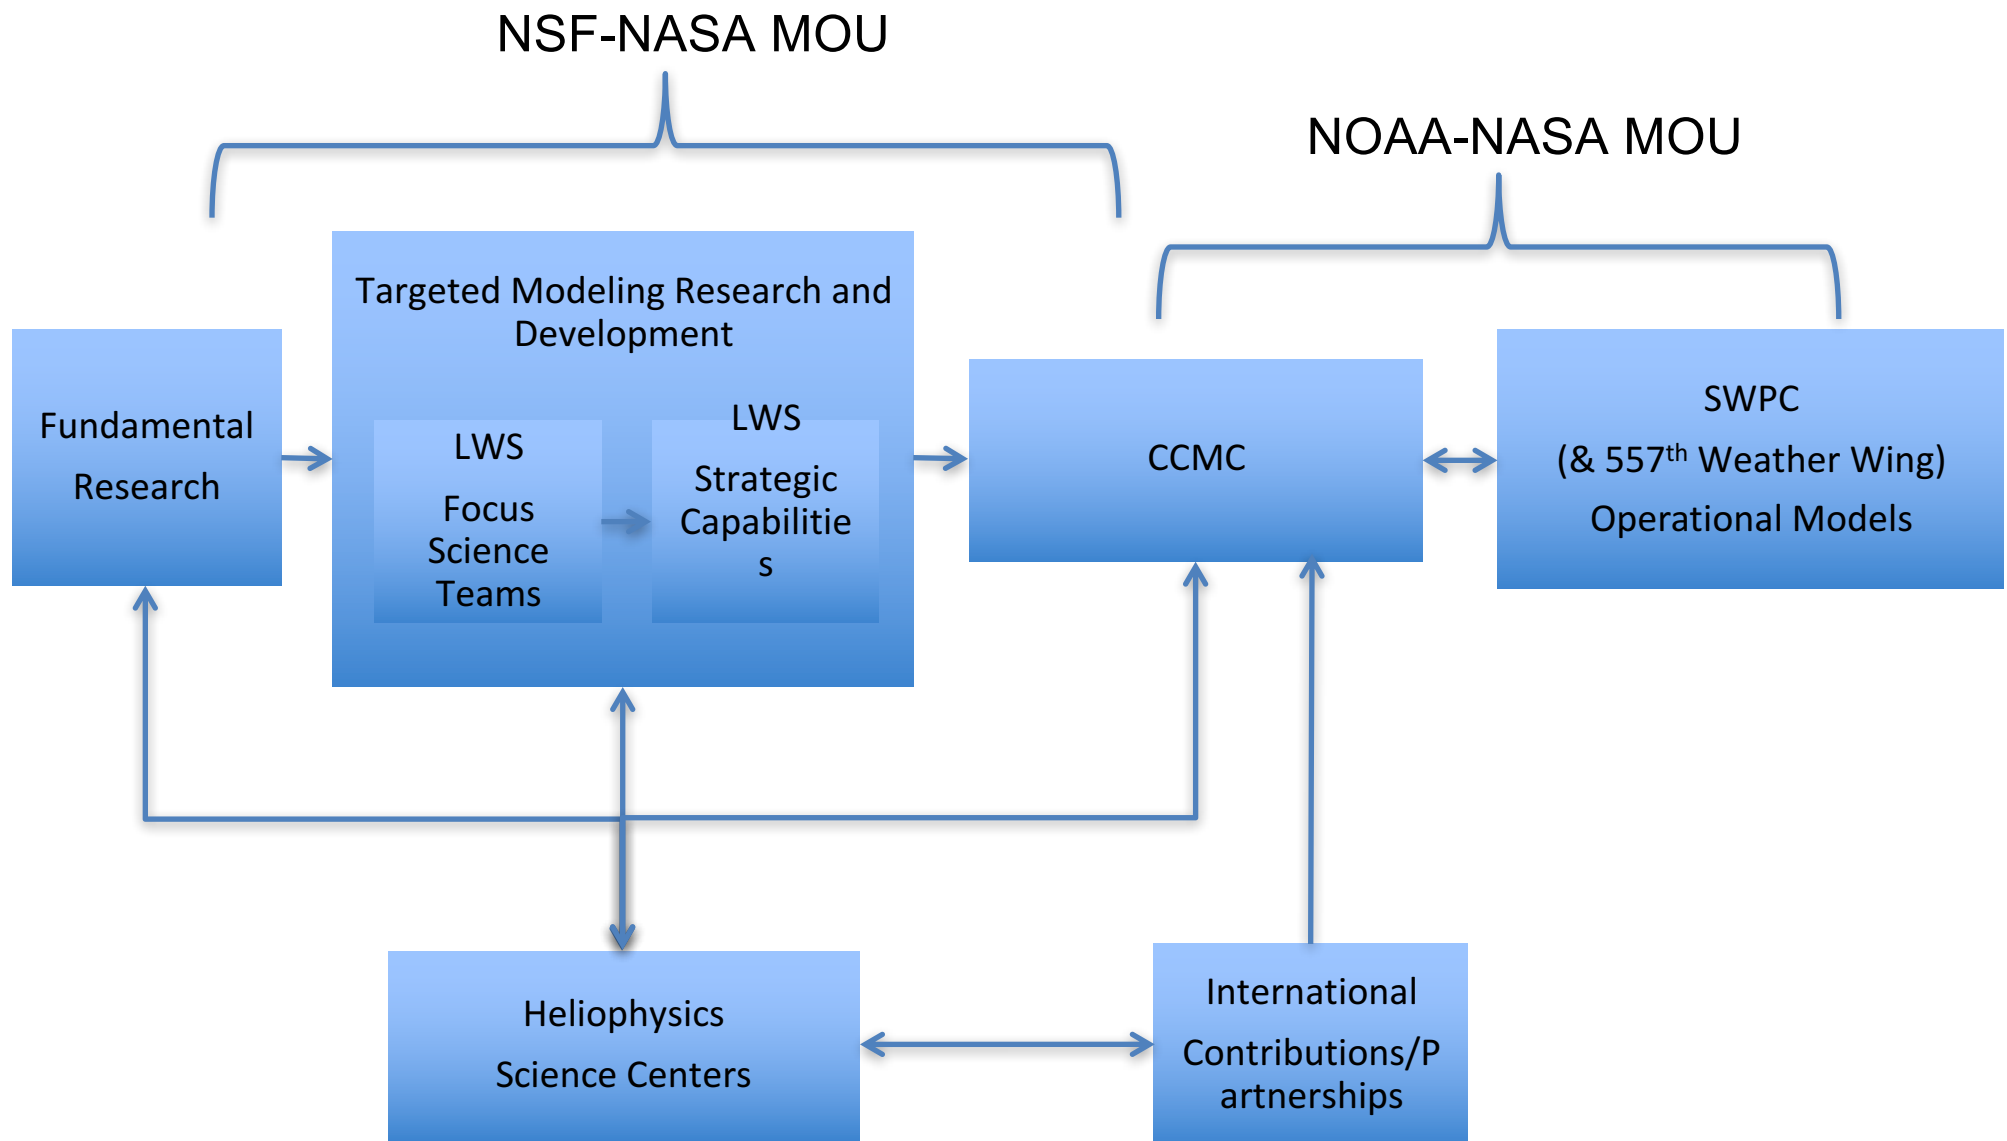 NSF-NASA MOU
NOAA-NASA MOU
Targeted Modeling Research and
Development
Fundamental
Research
LWS
Focus
Science
Teams
LWS
Strategic
Capabilitie
s
CCMC
SWPC
(& 557th Weather Wing)
Operational Models
Heliophysics
Science Centers
International
Contributions/P
artnerships